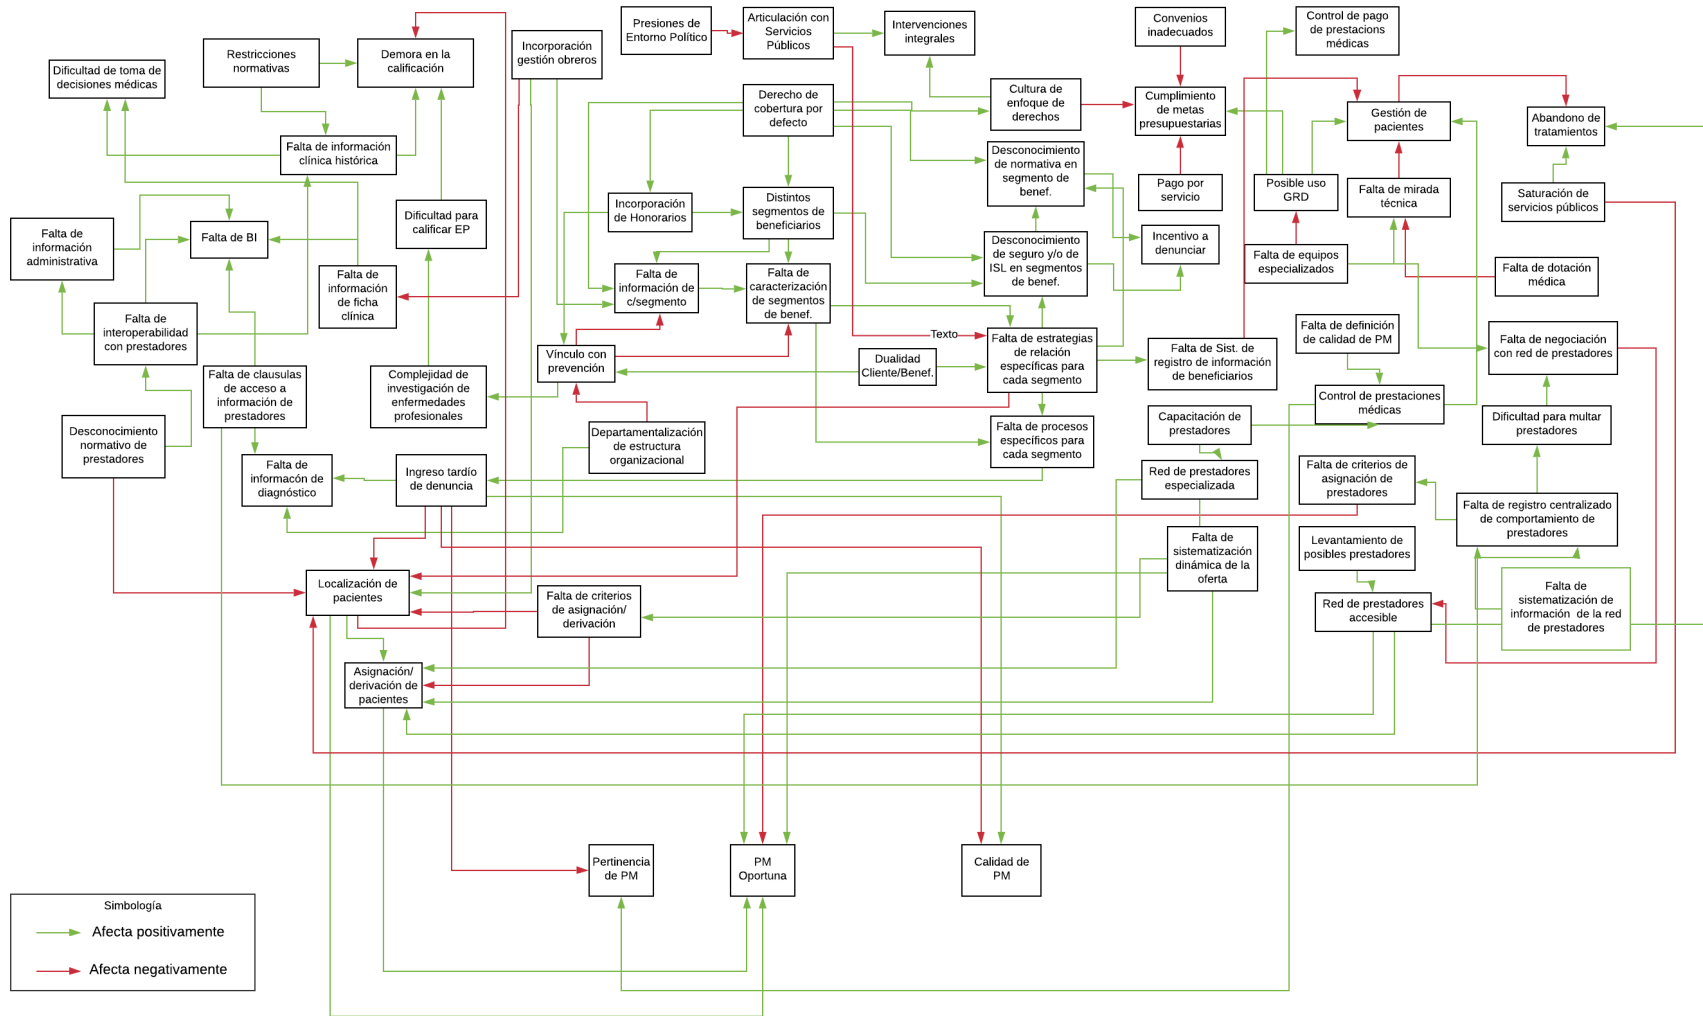 Presiones de
Entorno Político
Articulación con
Servicios
Públicos
Intervenciones
integrales
Convenios
inadecuados
Control de pago
de prestacions
médicas
Restricciones
normativas
Demora en la
calificación
Incorporación
gestión obreros
Dificultad de toma de
decisiones médicas
Derecho de
cobertura por
defecto
Cultura de
enfoque de
derechos
Cumplimiento
de metas
presupuestarias
Gestión de
pacientes
Abandono de
tratamientos
Falta de información
clínica histórica
Desconocimiento
de normativa en
segmento de
benef.
Pago por
servicio
Posible uso
GRD
Falta de mirada
técnica
Saturación de
servicios públicos
Incorporación
de Honorarios
Distintos
segmentos de
beneficiarios
Dificultad para
calificar EP
Falta de
información
administrativa
Falta de BI
Desconocimiento
de seguro y/o de
ISL en segmentos
de benef.
Incentivo a
denunciar
Falta de equipos
especializados
Falta de dotación
médica
Falta de
información
de ficha
clínica
Falta de
información de
c/segmento
Falta de
caracterización
de segmentos
de benef.
Falta de
interoperabilidad
con prestadores
Texto
Falta de estrategias
de relación
específicas para
cada segmento
Falta de Sist. de
registro de información
de beneficiarios
Falta de definición
de calidad de PM
Falta de negociación
con red de prestadores
Vínculo con
prevención
Dualidad
Cliente/Benef.
Falta de clausulas
de acceso a
información de
prestadores
Complejidad de
investigación de
enfermedades
profesionales
Control de prestaciones
médicas
Desconocimiento
normativo de
prestadores
Departamentalización
de estructura
organizacional
Falta de procesos
específicos para
cada segmento
Capacitación de
prestadores
Dificultad para multar
prestadores
Falta de
informacón de
diagnóstico
Ingreso tardío
de denuncia
Red de prestadores
especializada
Falta de criterios de
asignación de
prestadores
Falta de registro centralizado
de comportamiento de
prestadores
Falta de
sistematización
dinámica de la
oferta
Levantamiento de
posibles prestadores
Localización de
pacientes
Falta de criterios
de asignación/
derivación
Red de prestadores
accesible
Falta de
sistematización de
información  de la red
de prestadores
Asignación/
derivación de
pacientes
Pertinencia
de PM
PM
Oportuna
Calidad de
PM
Simbología
Afecta positivamente
Afecta negativamente